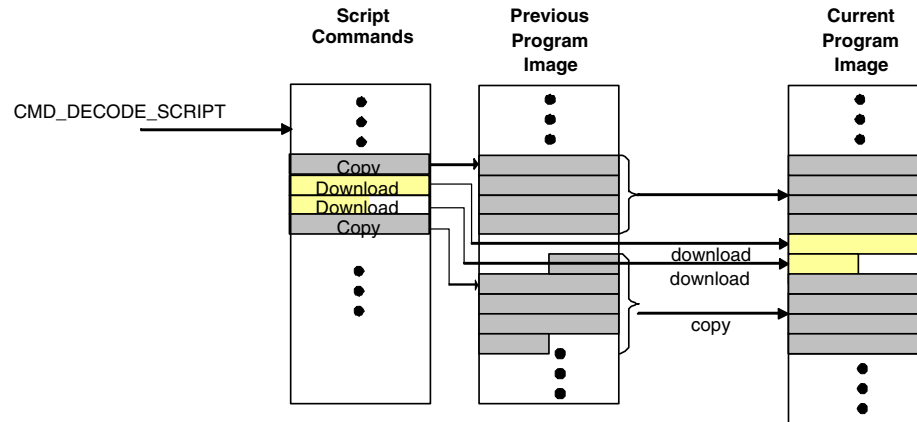 Script
Commands
Previous
Program
Image
Current
Program
Image
CMD_DECODE_SCRIPT
Copy
Download
Download
Copy
download
download
copy